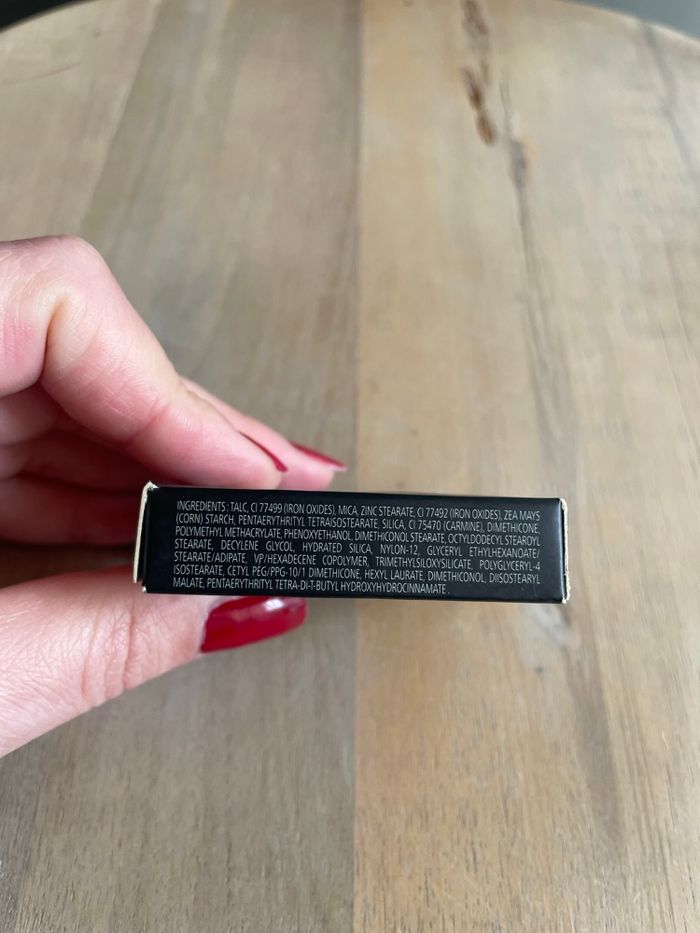 INGREDIENTS: TALC, CI 77499 (IRON OXIDES), MICA, ZINC STEARATE, CI 77492 (IRON OXIDES), ZEA MAYS
(CORN) STARCH, PENTAERYTHRITYL TETRAISOSTEARATE, SILICA, CI 75470 (CARMINE), DIMETHICONE,
POLYMETHYL METHACRYLATE, PHENOXYETHANOL, DIMETHICONOL STEARATE, OCTYLDODECYL STEAROYL
STEARATE, DECYLENE GLYCOL, HYDRATED SILICA, NYLON-12, GLYCERYL ETHYLHEXANOATE/
STEARATE/ADIPATE, VP/HEXADECENE COPOLYMER, TRIMETHYLSILOXYSILICATE, POLYGLYCERYL-4
ISOSTEARATE, CETYL PEG/PPG-10/1 DIMETHICONE, HEXYL LAURATE, DIMETHICONOL, DIISOSTEARYL
MALATE, PENTAERYTHRITYL TETRA-DI-T-BUTYL HYDROXYHYDROCINNAMATE.